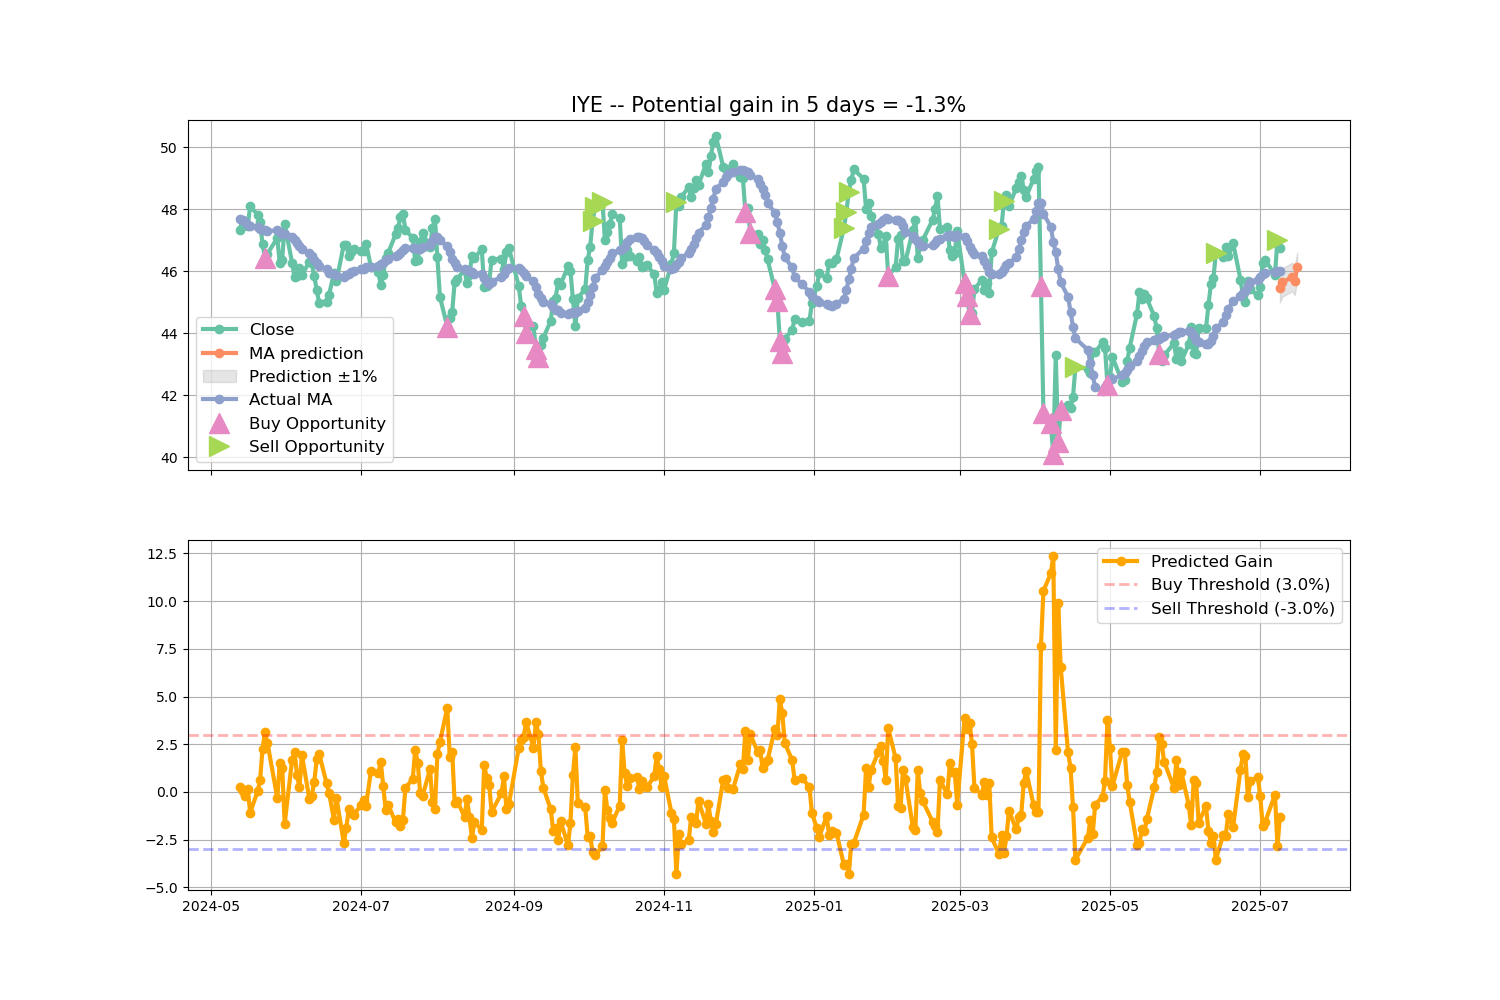 IYE -- Potential gain in 5 days = -1.3%
50
48
46
44
42
40
Close
MA prediction
Prediction ±1%
Actual MA
Buy Opportunity
Sell Opportunity
12.5
10.0
7.5
5.0
2.5
0.0
−2.5
−5.0
Predicted Gain
Buy Threshold (3.0%)
Sell Threshold (-3.0%)
2024-05 2024-07 2024-09 2024-11 2025-01 2025-03 2025-05 2025-07